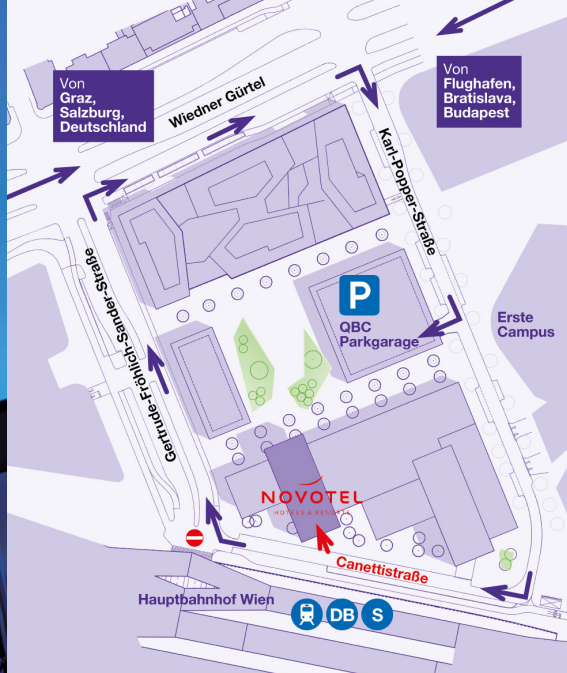 Von
Graz,
Salzburg,
Deutschland
Wiedner Gürtel
Von
Flughafen,
Bratislava,
Budapest
Karl-Popper-Straße
Gertrude-Fröhlich-Sander-Straße
P
QBC
Parkgarage
Erste
Campus
NOVOTEL
HOTELS & RESORTS
Canettistraße
Hauptbahnhof Wien
DB
S